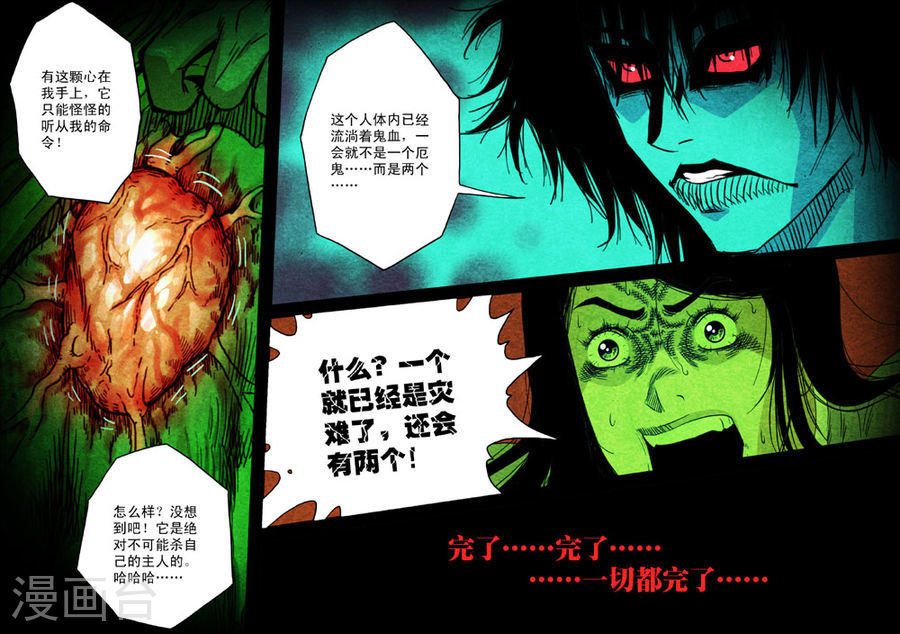 有这颗心在
我手上，它
只能怪怪的
听从我的命
令！
怎么样？没想
到吧！它是绝
对不可能杀自
己的主人的。
哈哈哈……
这个人体内已经
流淌着鬼血，一
会就不是一个厄
鬼……而是两个
……
什么？一个
就已经是灾
难了，还会
有两个！
完了……完了……
……一切都完了……
漫画台